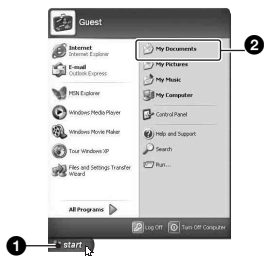 Guest
Internet
Internet Explorer
E-mail
Outlook Express
MSN Explorer
Windows Media Player
Windows Movie Maker
Tour Windows XP
Files and Settings Transfer
Wizard
All Programs
My Documents
My Pictures
My Music
My Computer
Control Panel
Help and Support
Search
Run...
Log Off
Turn Off Computer
start
1
2